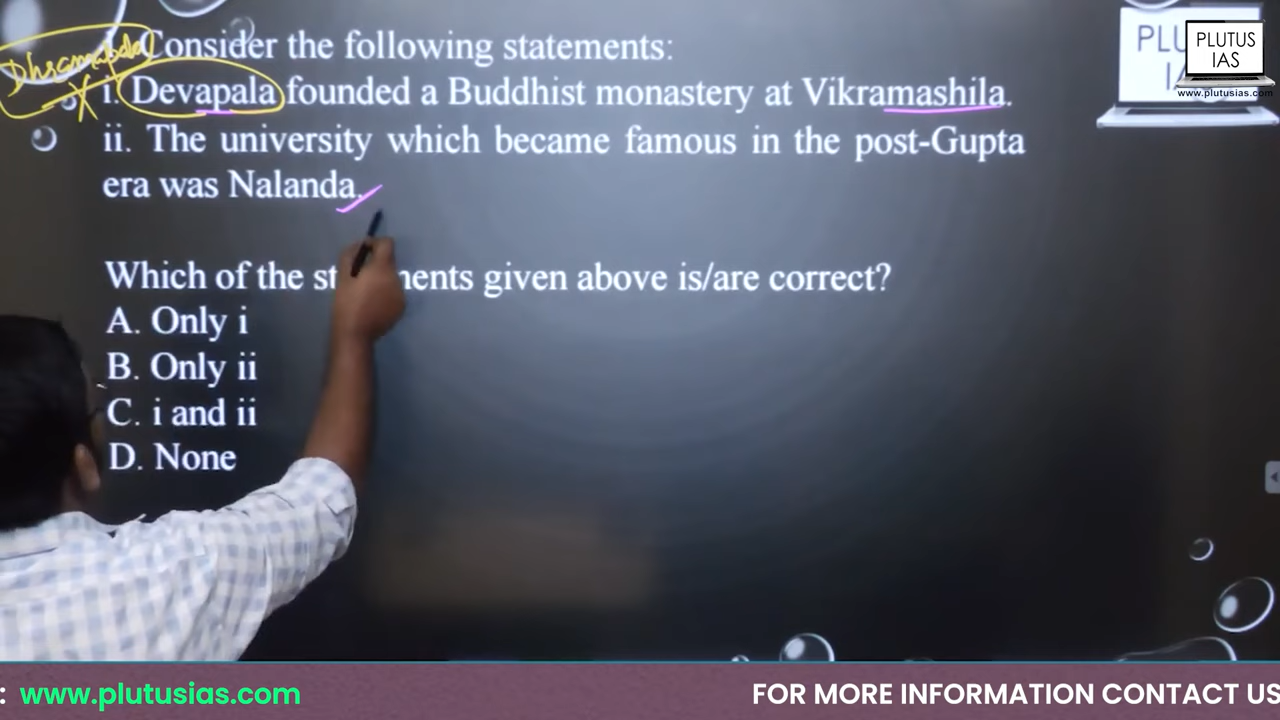 Dhramapala
Consider the following statements:
i. Devapala founded a Buddhist monastery at Vikramashila.
ii. The university which became famous in the post-Gupta
era was Nalanda.
Which of the st ments given above is/are correct?
A. Only i
B. Only ii
C. i and ii
D. None
PLUTUS
IAS
www.plutusias.com
: www.plutusias.com
FOR MORE INFORMATION CONTACT US